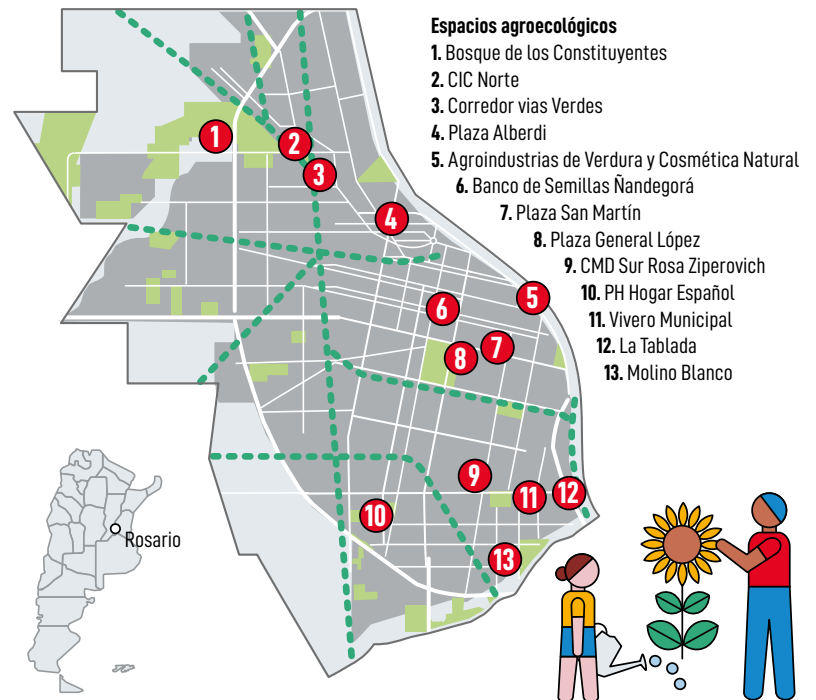 Espacios agroecológicos
1. Bosque de los Constituyentes
2. CIC Norte
3. Corredor vias Verdes
4. Plaza Alberdi
5. Agroindustrias de Verdura y Cosmética Natural
6. Banco de Semillas Ñandegorá
7. Plaza San Martín
8. Plaza General López
9. CMD Sur Rosa Ziperovich
10. PH Hogar Español
11. Vivero Municipal
12. La Tablada
13. Molino Blanco
1
2
3
4
5
6
7
8
9
10
11
12
13
Rosario